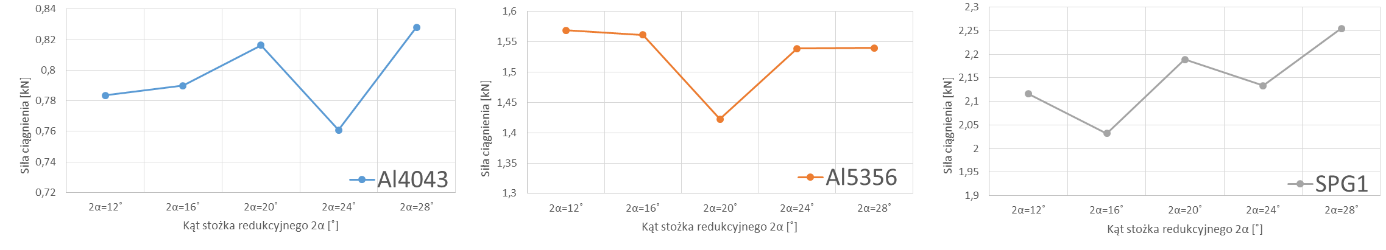 0,84
0,82
0,8
0,78
0,76
0,74
0,72
Siła ciągnienia [kN]
2α=12˚ 2α=16˚ 2α=20˚ 2α=24˚ 2α=28˚
Kąt stożka redukcyjnego 2α [˚]
Al4043
1,6
1,55
1,5
1,45
1,4
1,35
1,3
Siła ciągnienia [kN]
2α=12˚ 2α=16˚ 2α=20˚ 2α=24˚ 2α=28˚
Kąt stożka redukcyjnego 2α [˚]
Al5356
2,3
2,25
2,2
2,15
2,1
2,05
2
1,95
1,9
Siła ciągnienia [kN]
2α=12˚ 2α=16˚ 2α=20˚ 2α=24˚ 2α=28˚
Kąt stożka redukcyjnego 2α [˚]
SPG1